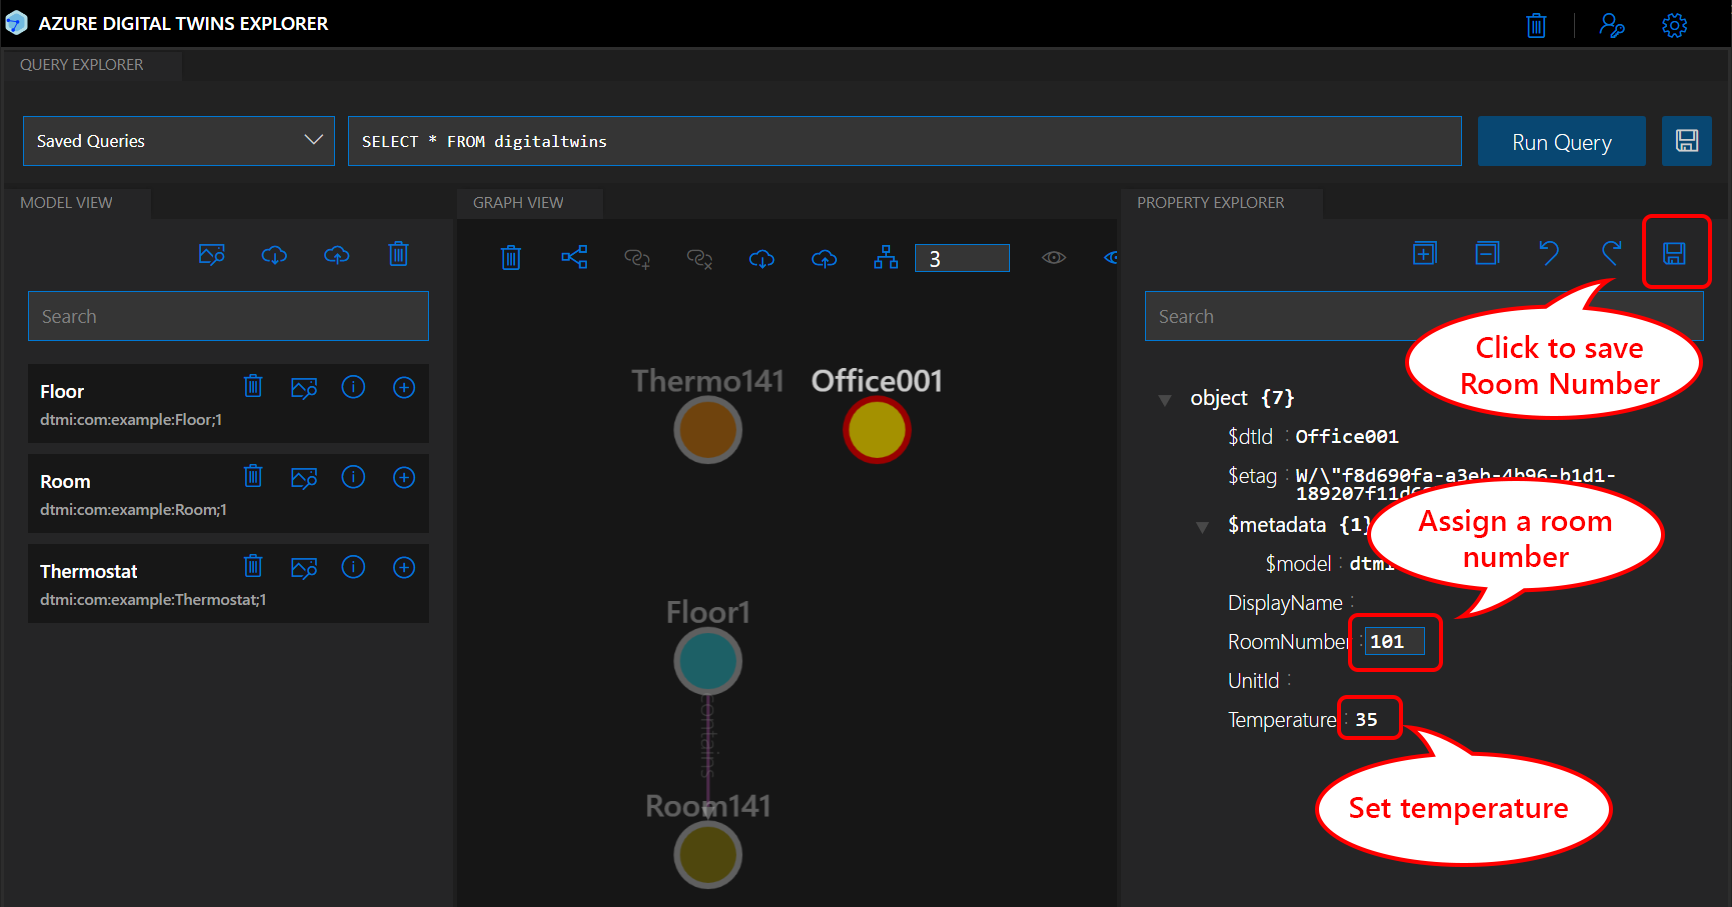 AZURE DIGITAL TWINS EXPLORER
QUERY EXPLORER
Saved Queries
SELECT * FROM digitaltwins
Run Query
MODEL VIEW
Search
Floor
dtmi:com:example:Floor;1
Room
dtmi:com:example:Room;1
Thermostat
dtmi:com:example:Thermostat;1
GRAPH VIEW
3
Thermo141
Office001
Floor1
contains
Room141
PROPERTY EXPLORER
Search
Click to save
Room Number
object {7}
$dtId : Office001
$etag : W/\"f8d690fa-a3eb-4b96-b1d1-
189207f11d
$metadata {1}
Assign a room
number
$model : dtmi
DisplayName :
RoomNumber : 101
UnitId :
Temperature : 35
Set temperature